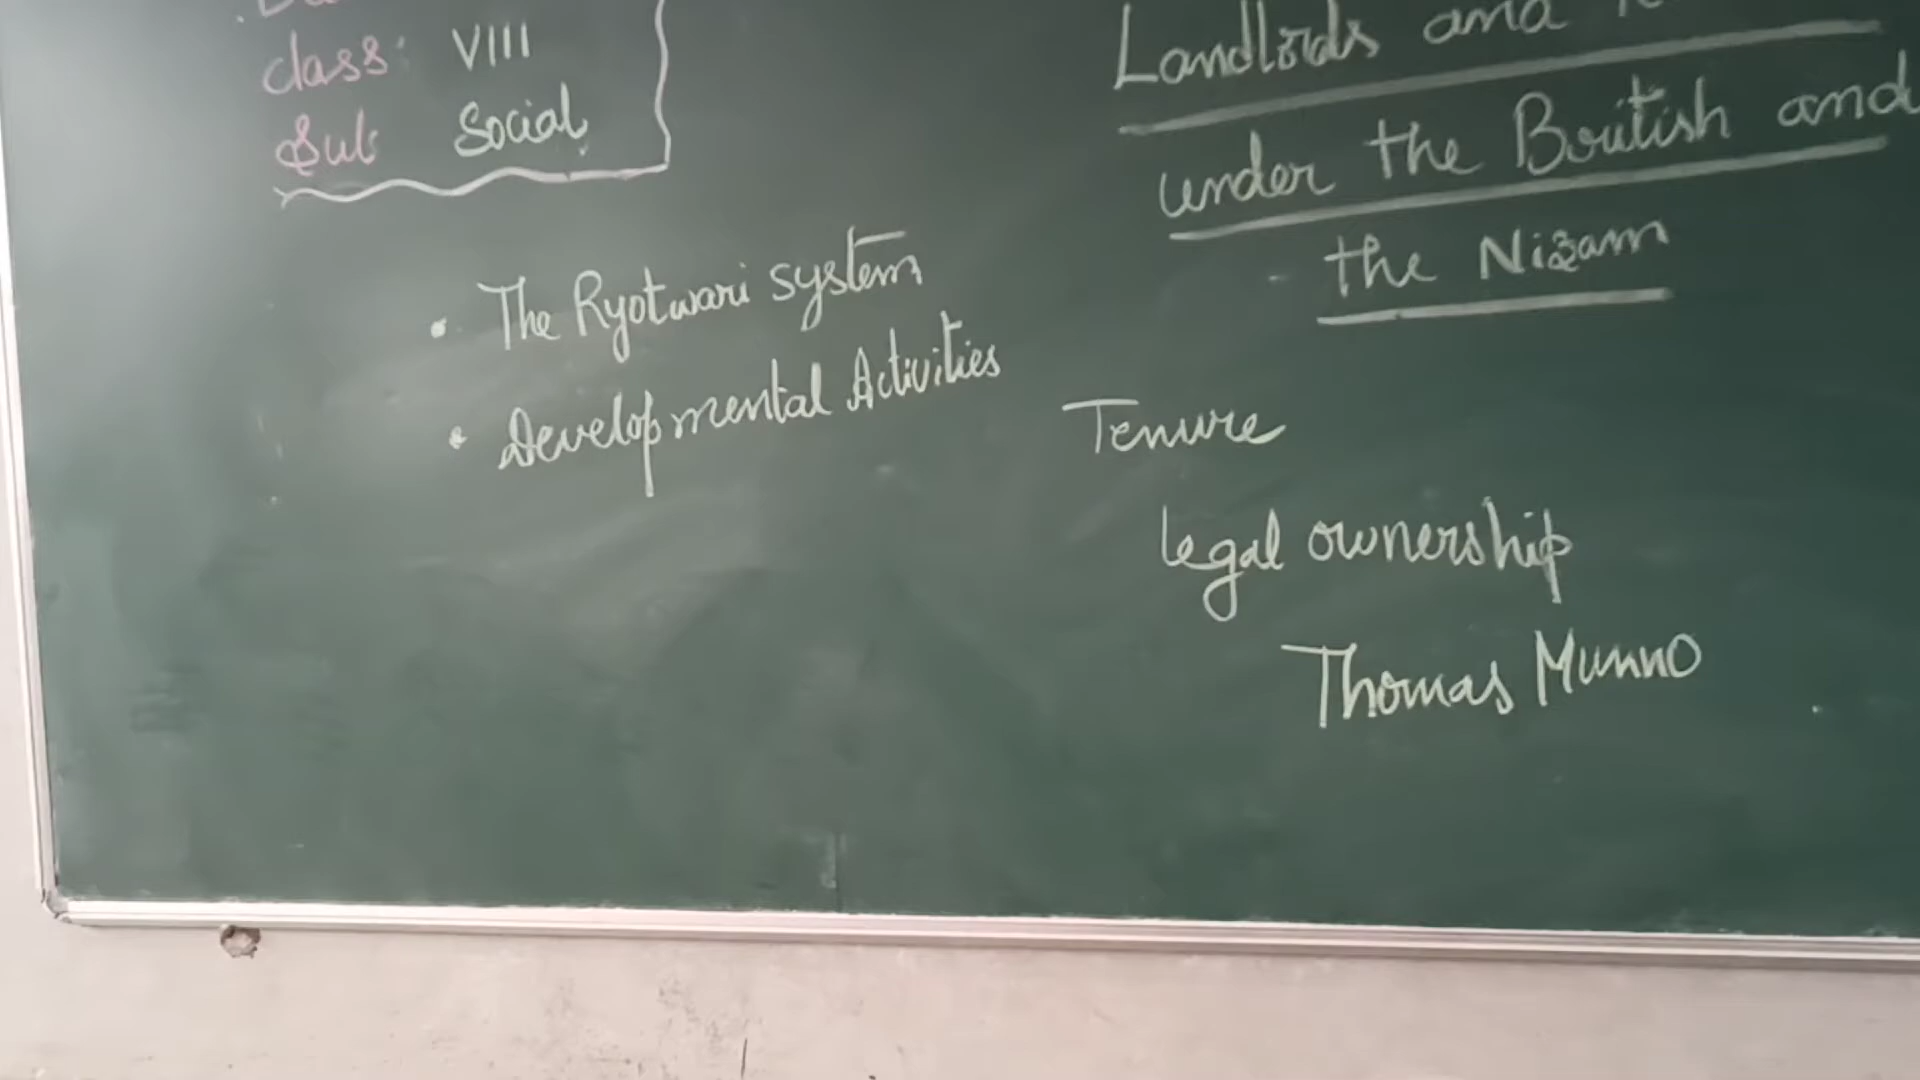 class: VIII
Sub Social
Landlords and
under the British and
the Nizam
• The Ryotwari system
• Developmental Activities
Tenure
legal ownership
Thomas Munro